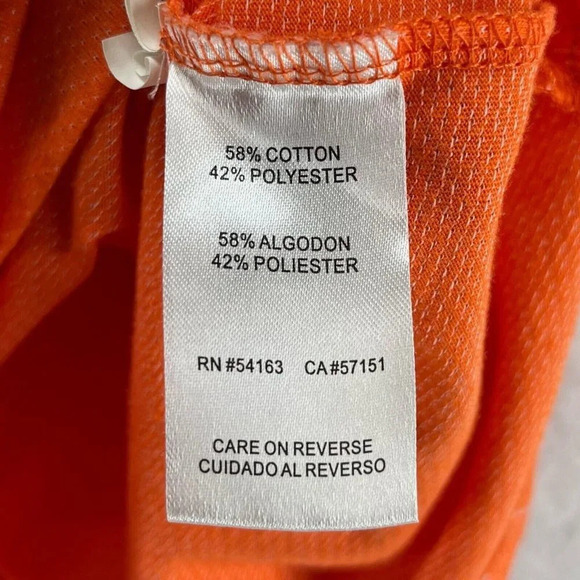 58% COTTON
42% POLYESTER
58% ALGODON
42% POLIESTER
RN #54163 CA#57151
CARE ON REVERSE
CUIDADO AL REVERSO